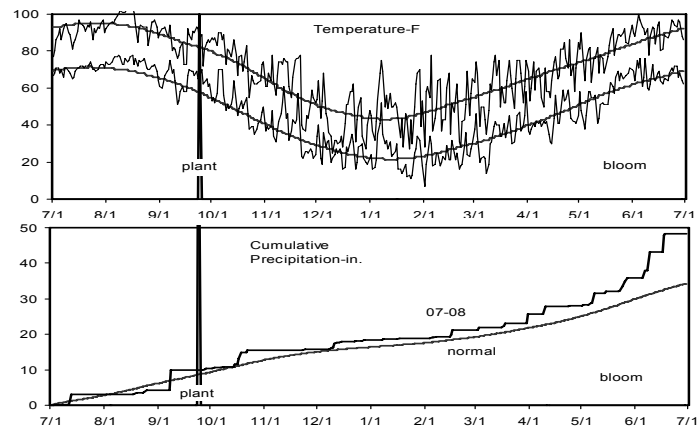 100
Temperature-F
80
60
40
20
plant
bloom
0
7/1 8/1 9/1 10/1 11/1 12/1 1/1 2/1 3/1 4/1 5/1 6/1 7/1
50
Cumulative
Precipitation-in.
40
30
07-08
20
normal
10
bloom
plant
0
7/1 8/1 9/1 10/1 11/1 12/1 1/1 2/1 3/1 4/1 5/1 6/1 7/1